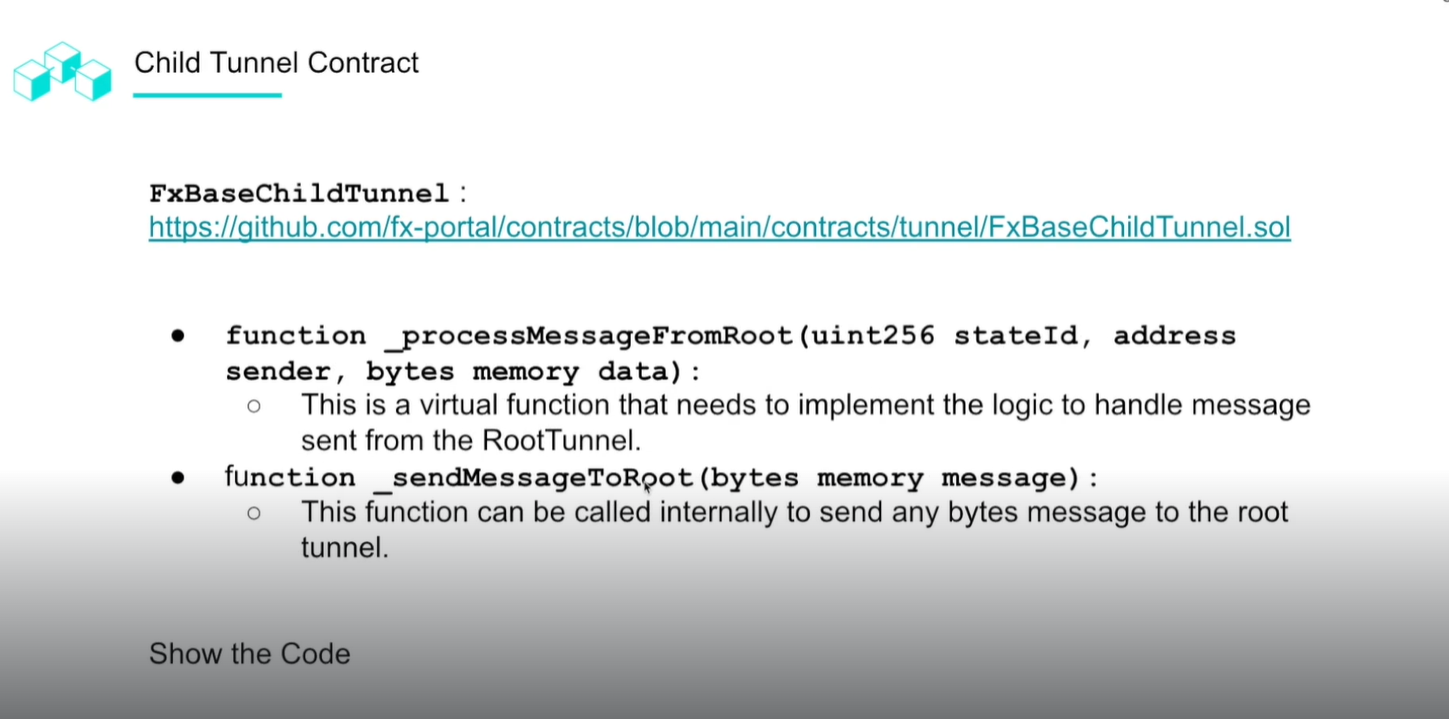 Child Tunnel Contract
FxBaseChildTunnel :
https://github.com/fx-portal/contracts/blob/main/contracts/tunnel/FxBaseChildTunnel.sol
● function _processMessageFromRoot(uint256 stateId, address
sender, bytes memory data):
○ This is a virtual function that needs to implement the logic to handle message
sent from the RootTunnel.
● function _sendMessageToRoot(bytes memory message):
○ This function can be called internally to send any bytes message to the root
tunnel.
Show the Code